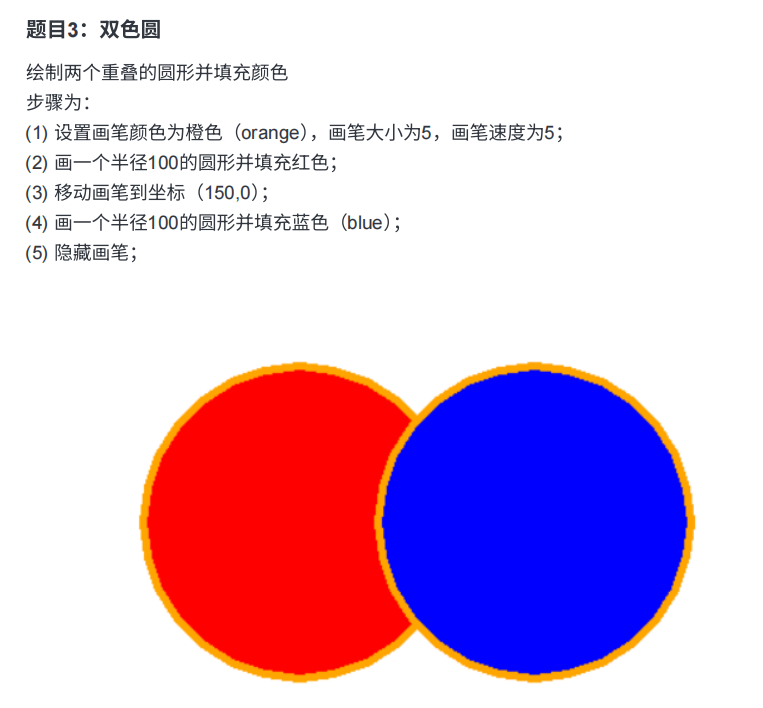 题目3：双色圆
绘制两个重叠的圆形并填充颜色
步骤为：
(1) 设置画笔颜色为橙色（orange），画笔大小为5，画笔速度为5；
(2) 画一个半径100的圆形并填充红色；
(3) 移动画笔到坐标（150,0）；
(4) 画一个半径100的圆形并填充蓝色（blue）；
(5) 隐藏画笔；